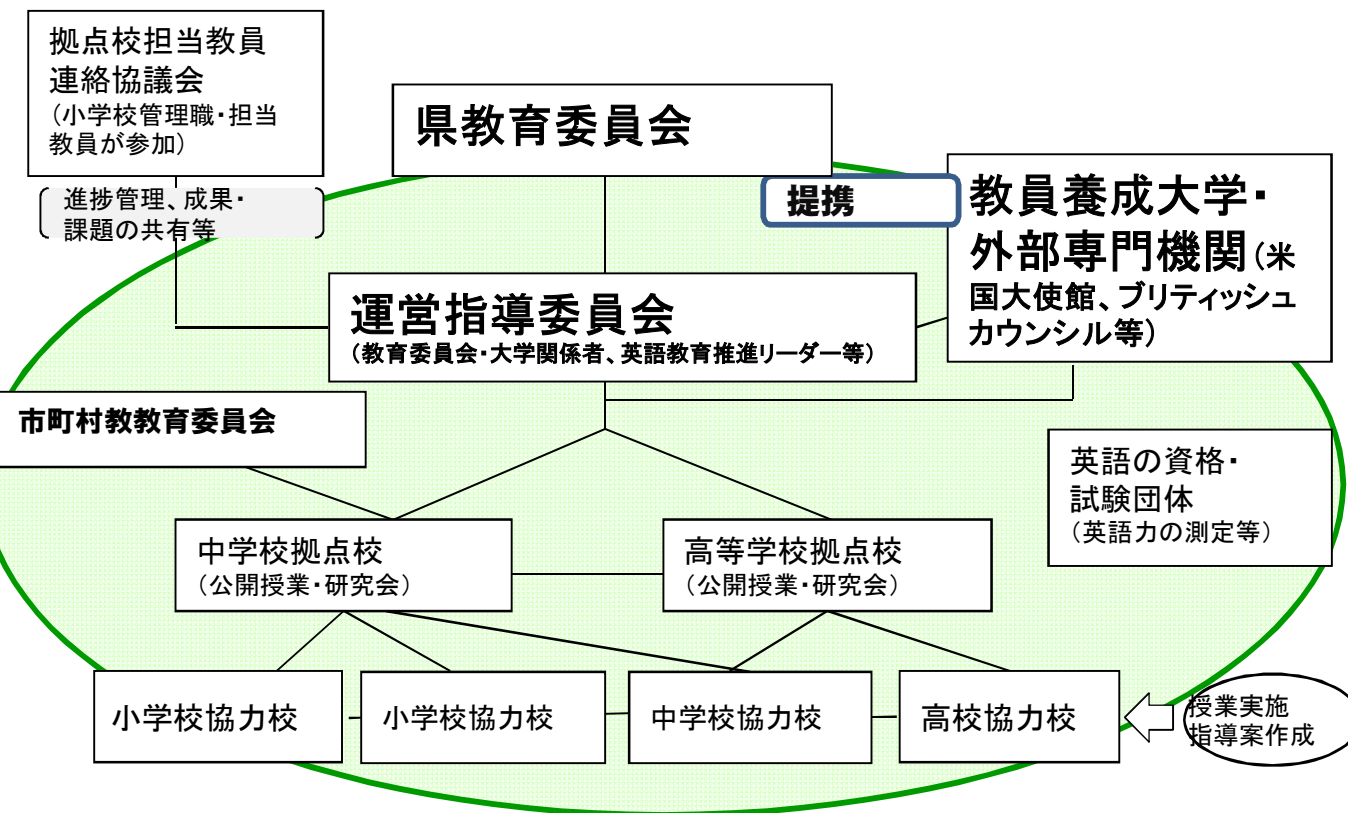 拠点校担当教員
連絡協議会
(小学校管理職・担当
教員が参加)
進捗管理、成果・
課題の共有等
県教育委員会
提携
教員養成大学・
外部専門機関(米
国大使館、ブリティッシュ
カウンシル等)
運営指導委員会
(教育委員会・大学関係者、英語教育推進リーダー等)
市町村教教育委員会
英語の資格・
試験団体
(英語力の測定等)
中学校拠点校
(公開授業・研究会)
高等学校拠点校
(公開授業・研究会)
小学校協力校
小学校協力校
中学校協力校
高校協力校
授業実施
指導案作成